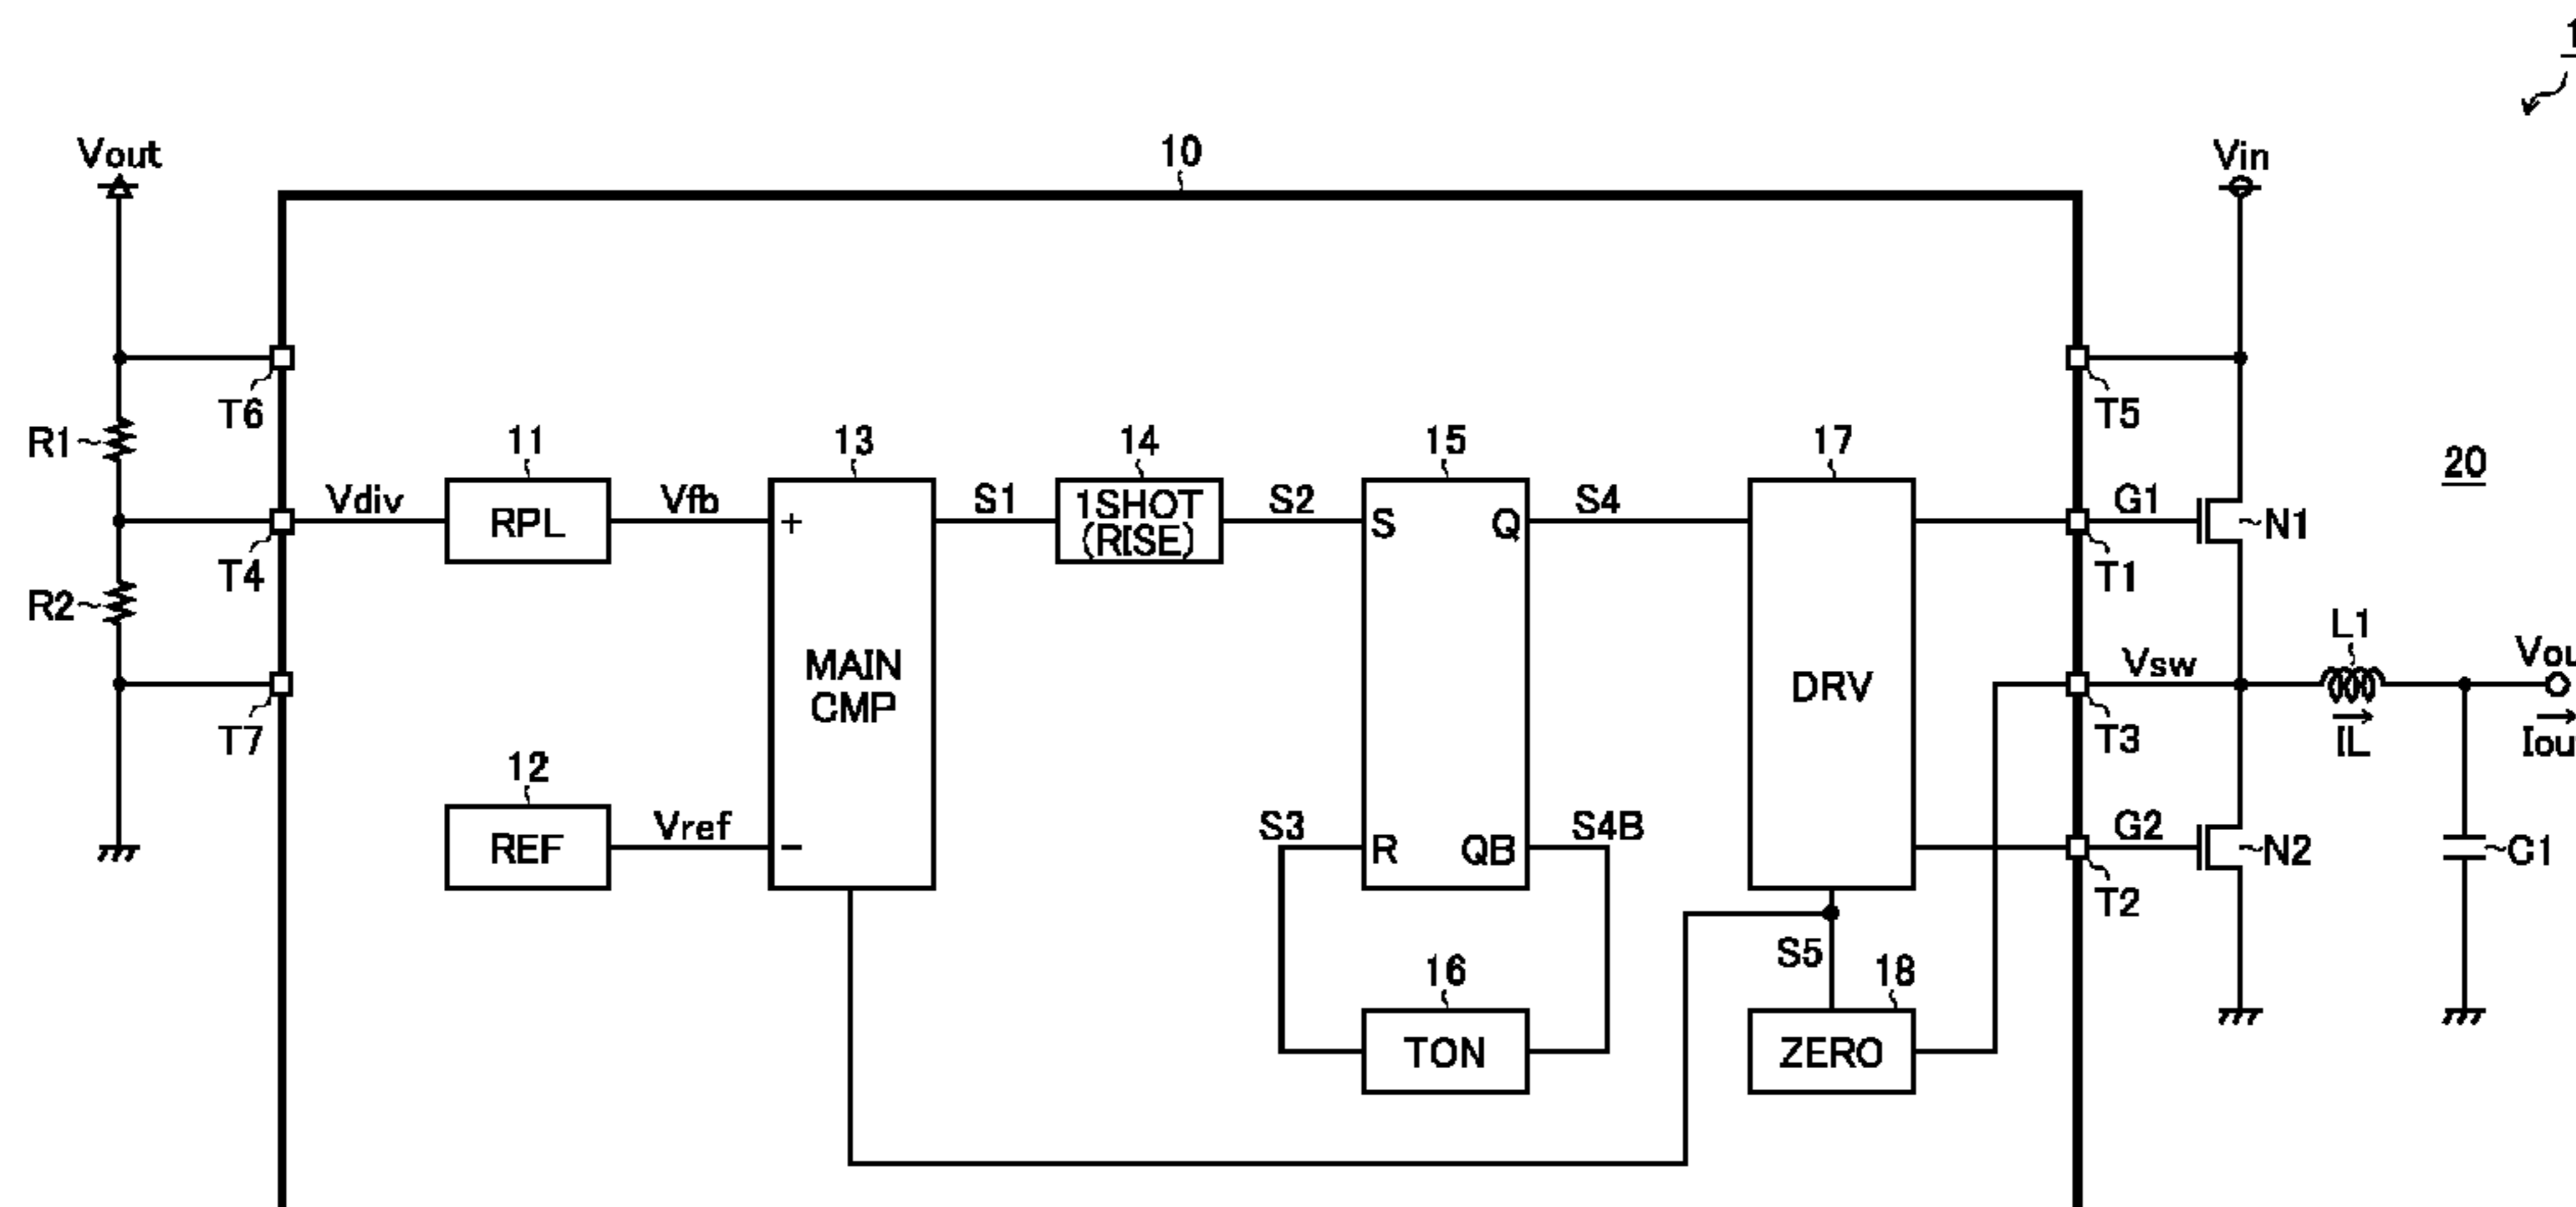 1
Vout
10
Vin
T6
T5
R1
11
13
14
15
17
20
Vdiv
RPL
Vfb
+
S1
1SHOT
(RISE)
S2
S
Q
S4
G1
N1
T4
T1
R2
MAIN
CMP
DRV
Vsw
L1
Vou
IL
Iou
T7
T3
12
REF
Vref
−
S3
R
QB
S4B
G2
N2
C1
T2
S5
16
18
TON
ZERO